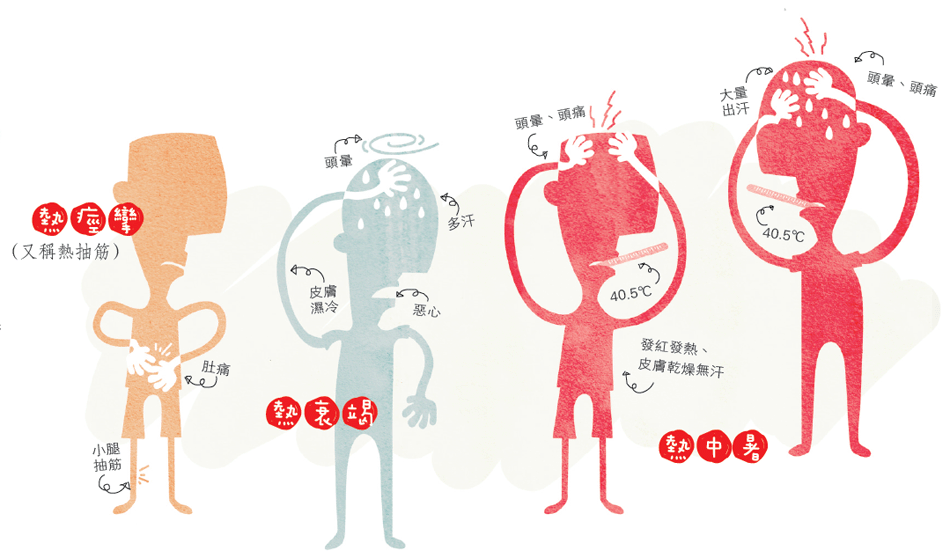 熱痙攣
(又稱熱抽筋)
肚痛
小腿
抽筋
頭暈
多汗
皮膚
濕冷
惡心
熱衰竭
頭暈、頭痛
40.5℃
發紅發熱、
皮膚乾燥無汗
熱中暑
頭暈、頭痛
大量
出汗
40.5℃